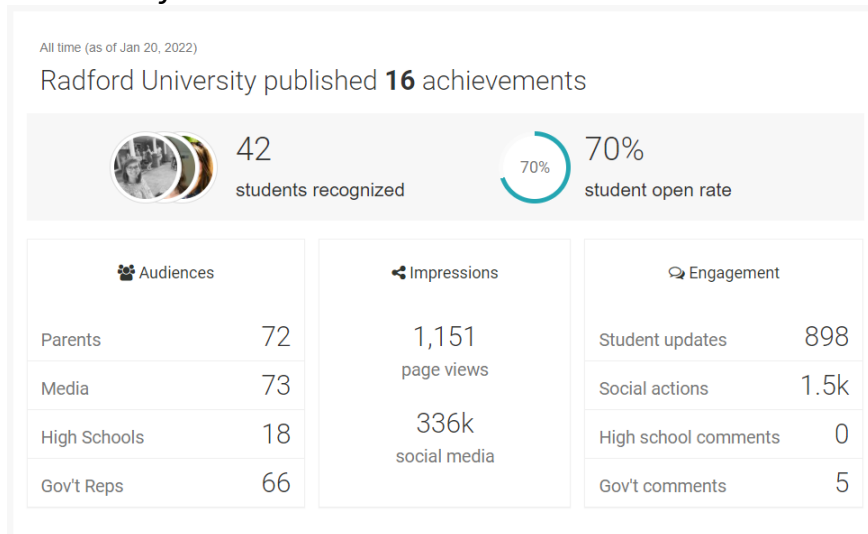 All time (as of Jan 20, 2022)
Radford University published 16 achievements
42
students recognized
70%
70%
student open rate
Audiences
Parents 72
Media 73
High Schools 18
Gov't Reps 66
Impressions
1,151
page views
336k
social media
Engagement
Student updates 898
Social actions 1.5k
High school comments 0
Gov't comments 5